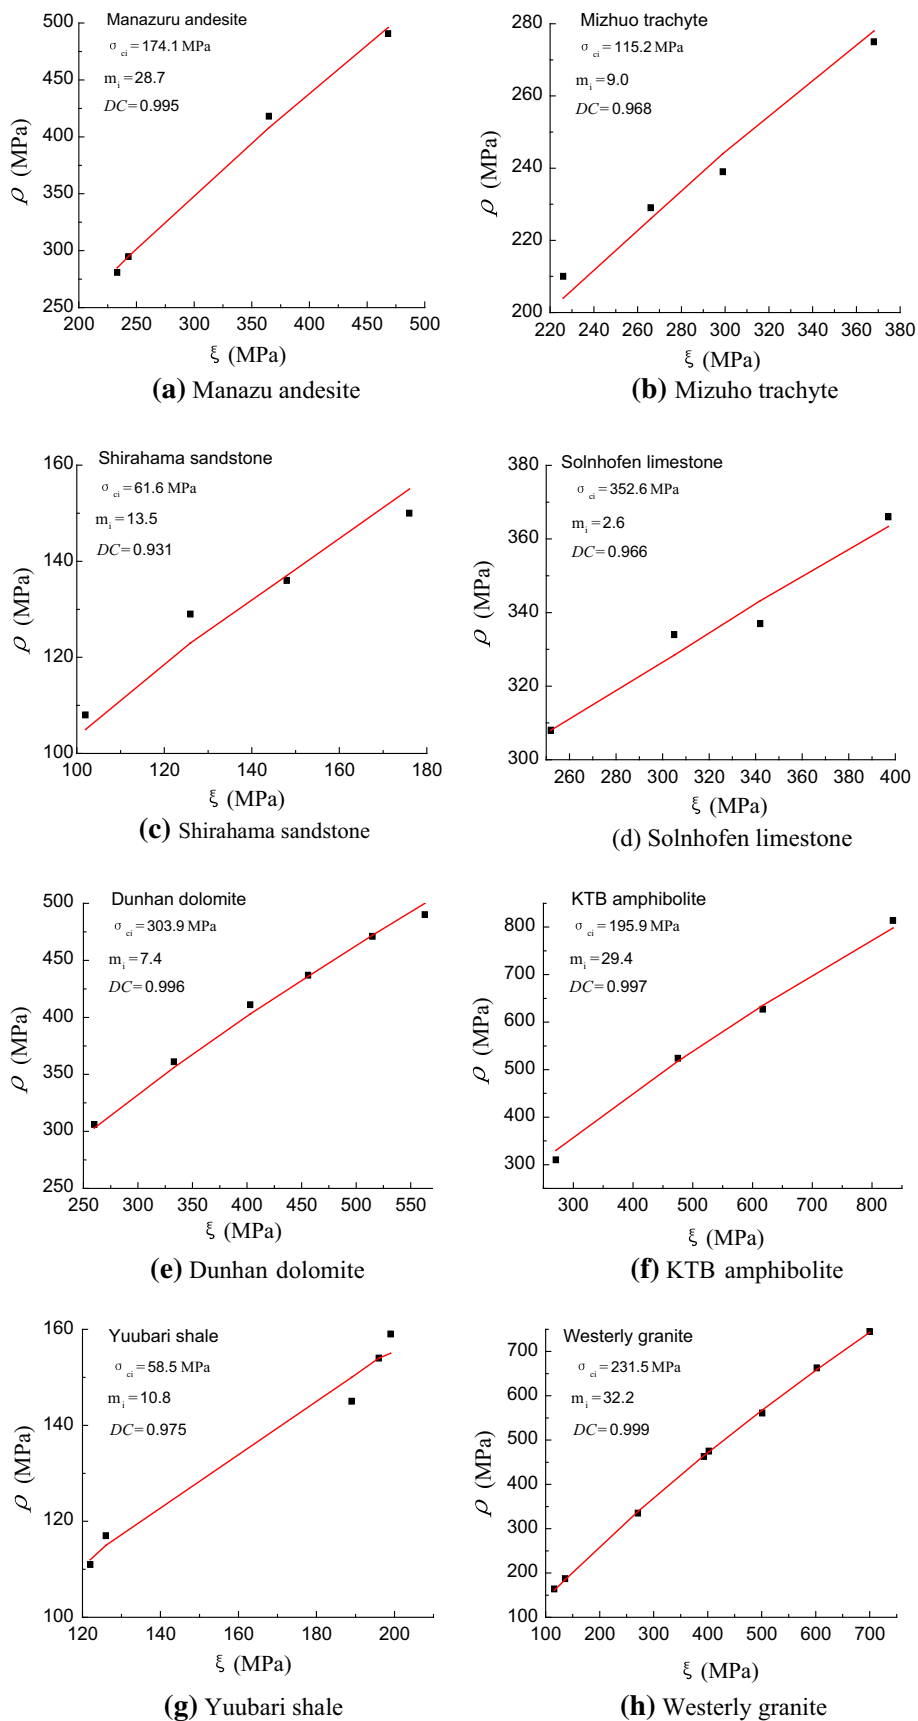 Manazuru andesite
σci=174.1 MPa
mi=28.7
DC=0.995
500
450
400
350
300
250
200 250 300 350 400 450 500
ρ (MPa)
ξ (MPa)
(a) Manazu andesite
Mizhuo trachyte
σci=115.2MPa
mi=9.0
DC=0.968
280
260
240
220
200
220 240 260 280 300 320 340 360 380
ρ (MPa)
ξ (MPa)
(b) Mizuho trachyte
Shirahama sandstone
σci=61.6 MPa
mi=13.5
DC=0.931
160
140
120
100
100 120 140 160 180
ρ (MPa)
ξ (MPa)
(c) Shirahama sandstone
Solnhofen limestone
σci=352.6MPa
mi=2.6
DC=0.966
380
360
340
320
300
260 280 300 320 340 360 380 400
ρ (MPa)
ξ (MPa)
(d) Solnhofen limestone
Dunhan dolomite
σci=303.9 MPa
mi=7.4
DC=0.996
500
450
400
350
300
250
250 300 350 400 450 500 550
ρ (MPa)
ξ (MPa)
(e) Dunhan dolomite
KTB amphibolite
σci=195.9 MPa
mi=29.4
DC=0.997
800
700
600
500
400
300
300 400 500 600 700 800
ρ (MPa)
ξ (MPa)
(f) KTB amphibolite
Yuubari shale
σci=58.5 MPa
mi=10.8
DC=0.975
160
140
120
100
120 140 160 180 200
ρ (MPa)
ξ (MPa)
(g) Yuubari shale
Westerly granite
σci=231.5 MPa
mi=32.2
DC=0.999
700
600
500
400
300
200
100
100 200 300 400 500 600 700
ρ (MPa)
ξ (MPa)
(h) Westerly granite